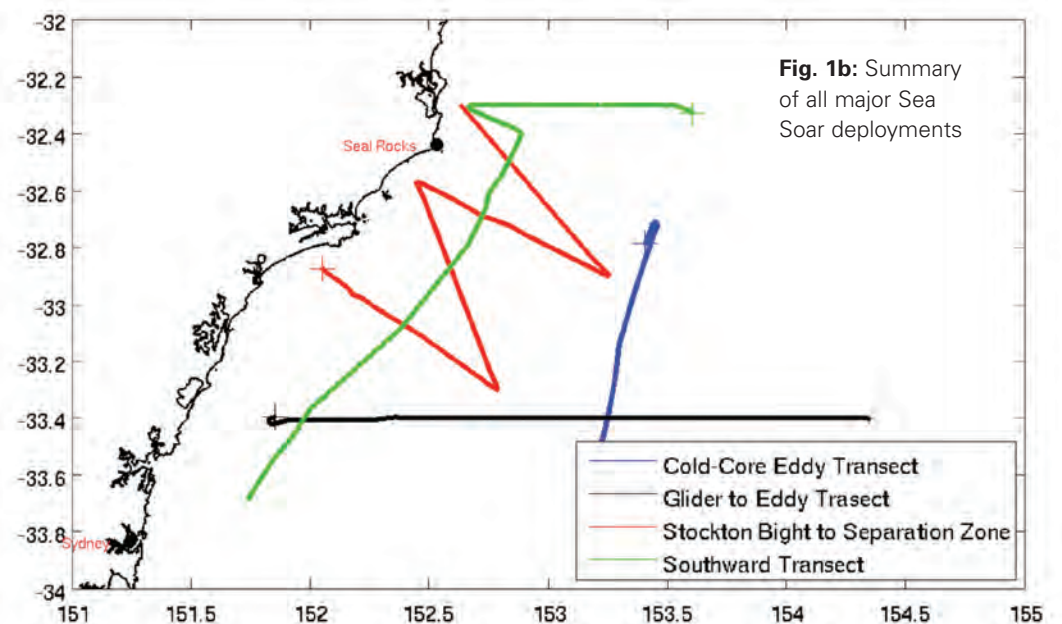 Fig. 1b: Summary
of all major Sea
Soar deployments
-32
-32.2
-32.4
-32.6
-32.8
-33
-33.2
-33.4
-33.6
-33.8
-34
Seal Rocks
Sydney
Cold-Core Eddy Transect
Glider to Eddy Trasect
Stockton Bight to Separation Zone
Southward Transect
151 151.5 152 152.5 153 153.5 154 154.5 155